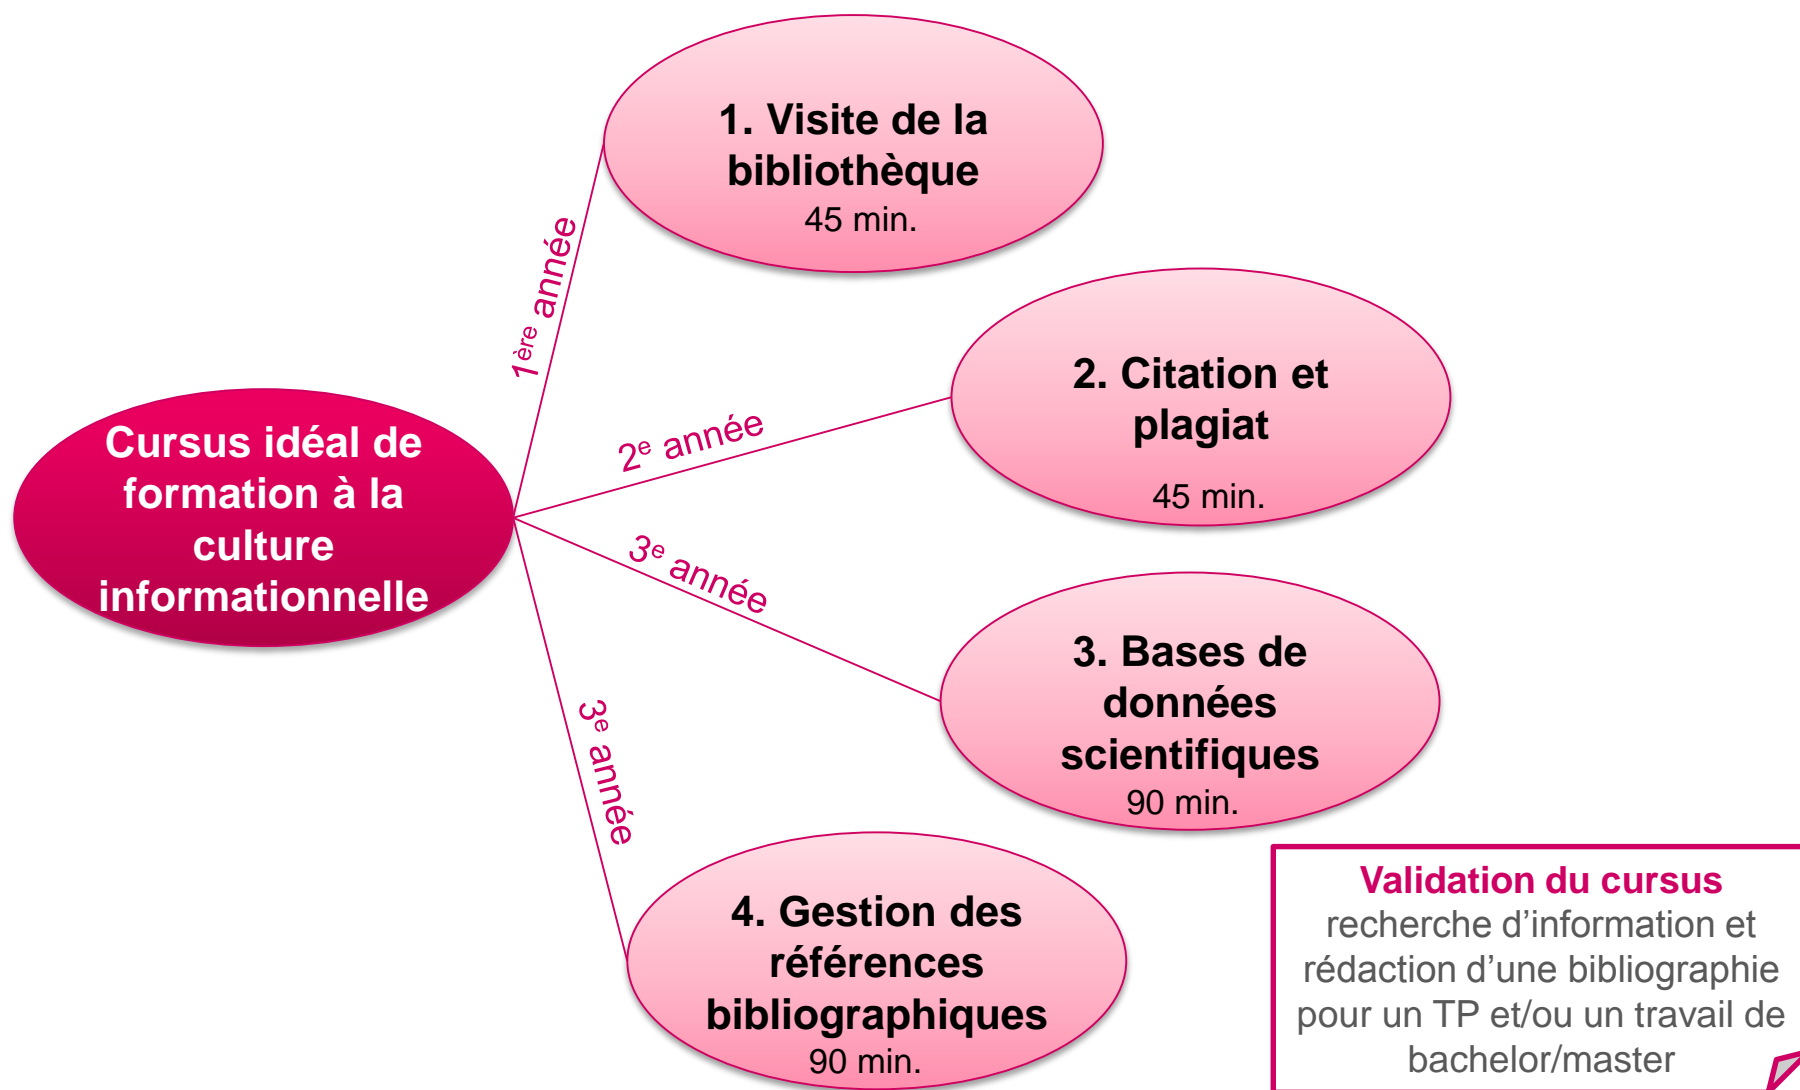 1. Visite de la
bibliothèque
45 min.
1ère année
2. Citation et
plagiat
45 min.
2e année
Cursus idéal de
formation à la
culture
informationnelle
3e année
3. Bases de
données
scientifiques
90 min.
3e année
4. Gestion des
références
bibliographiques
90 min.
Validation du cursus
recherche d’information et
rédaction d’une bibliographie
pour un TP et/ou un travail de
bachelor/master